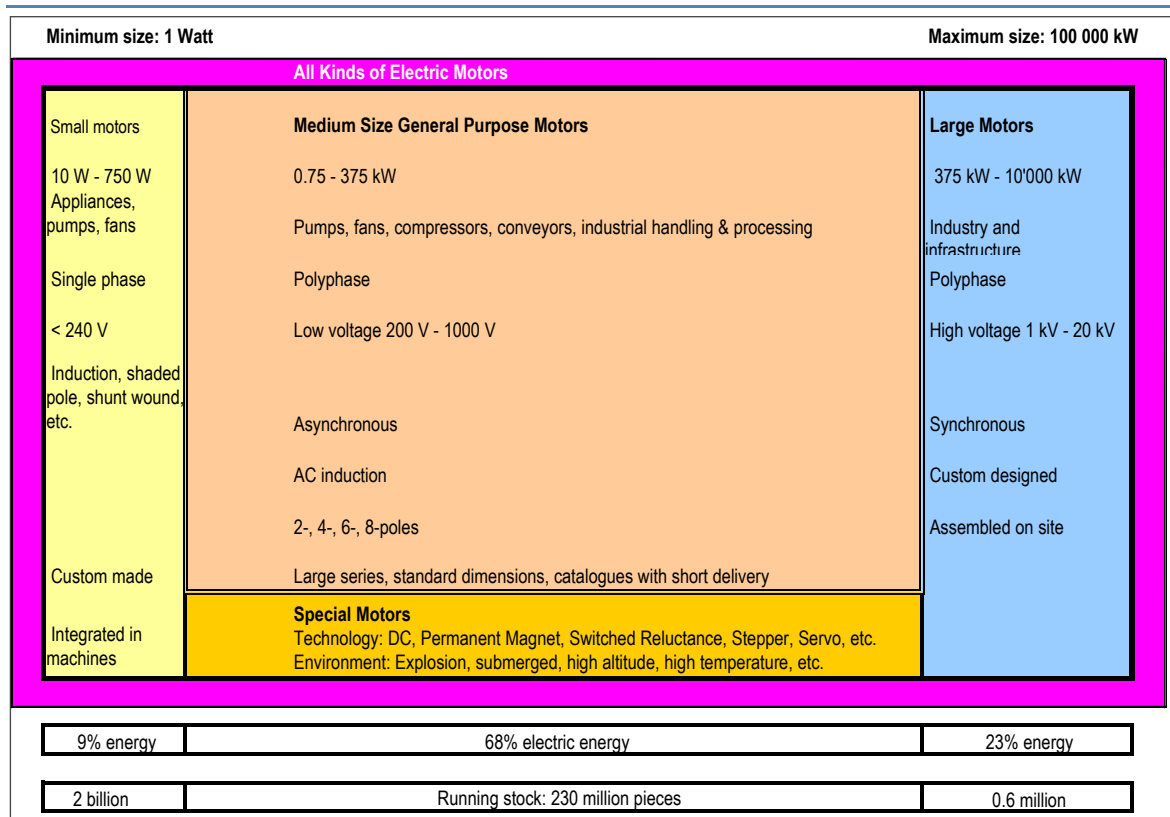 Minimum size: 1 Watt
Maximum size: 100 000 kW
All Kinds of Electric Motors
Small motors
Medium Size General Purpose Motors
Large Motors
10 W - 750 W
0.75 - 375 kW
375 kW - 10'000 kW
Appliances,
pumps, fans
Pumps, fans, compressors, conveyors, industrial handling & processing
Industry and
infrastructure
Single phase
Polyphase
Polyphase
< 240 V
Low voltage 200 V - 1000 V
High voltage 1 kV - 20 kV
Induction, shaded
pole, shunt wound,
etc.
Asynchronous
Synchronous
AC induction
Custom designed
2-, 4-, 6-, 8-poles
Assembled on site
Custom made
Large series, standard dimensions, catalogues with short delivery
Special Motors
Integrated in
machines
Technology: DC, Permanent Magnet, Switched Reluctance, Stepper, Servo, etc.
Environment: Explosion, submerged, high altitude, high temperature, etc.
9% energy
68% electric energy
23% energy
2 billion
Running stock: 230 million pieces
0.6 million